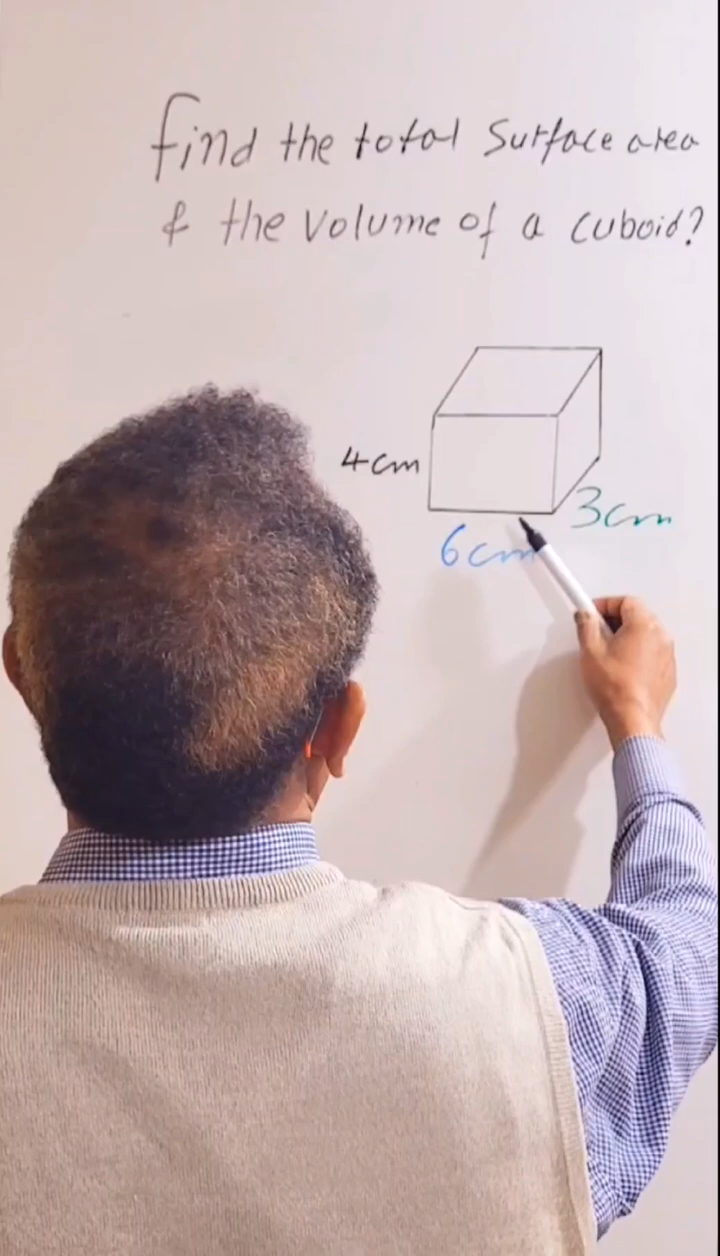 find the total surface area
& the volume of a cuboid?
4cm
3cm
6cm